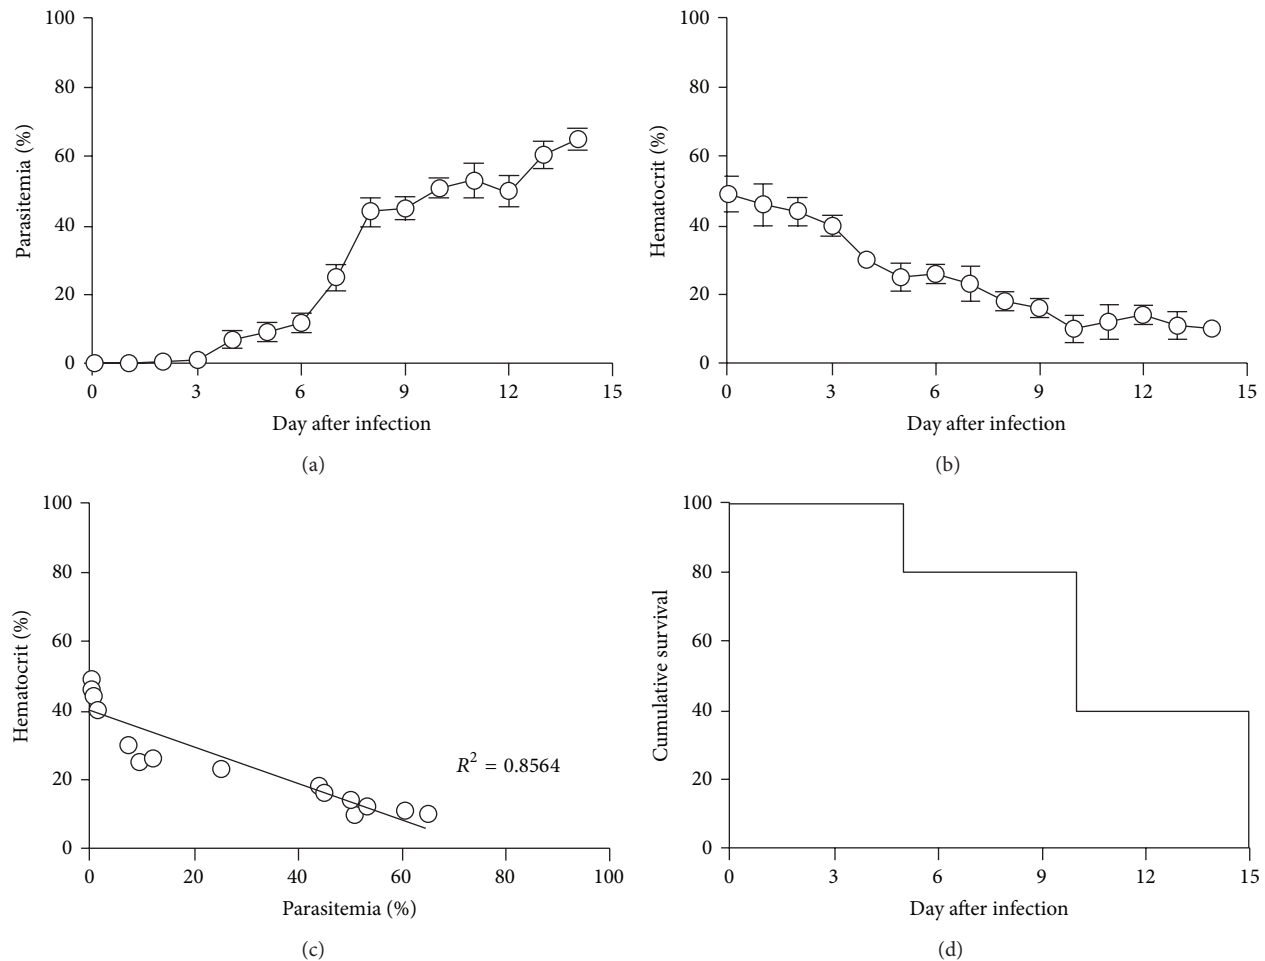 100
80
60
40
20
0
Parasitemia (%)
0 3 6 9 12 15
Day after infection
(a)
100
80
60
40
20
0
Hematocrit (%)
0 3 6 9 12 15
Day after infection
(b)
100
80
60
40
20
0
Hematocrit (%)
R² = 0.8564
0 20 40 60 80 100
Parasitemia (%)
(c)
100
80
60
40
20
0
Cumulative survival
0 3 6 9 12 15
Day after infection
(d)